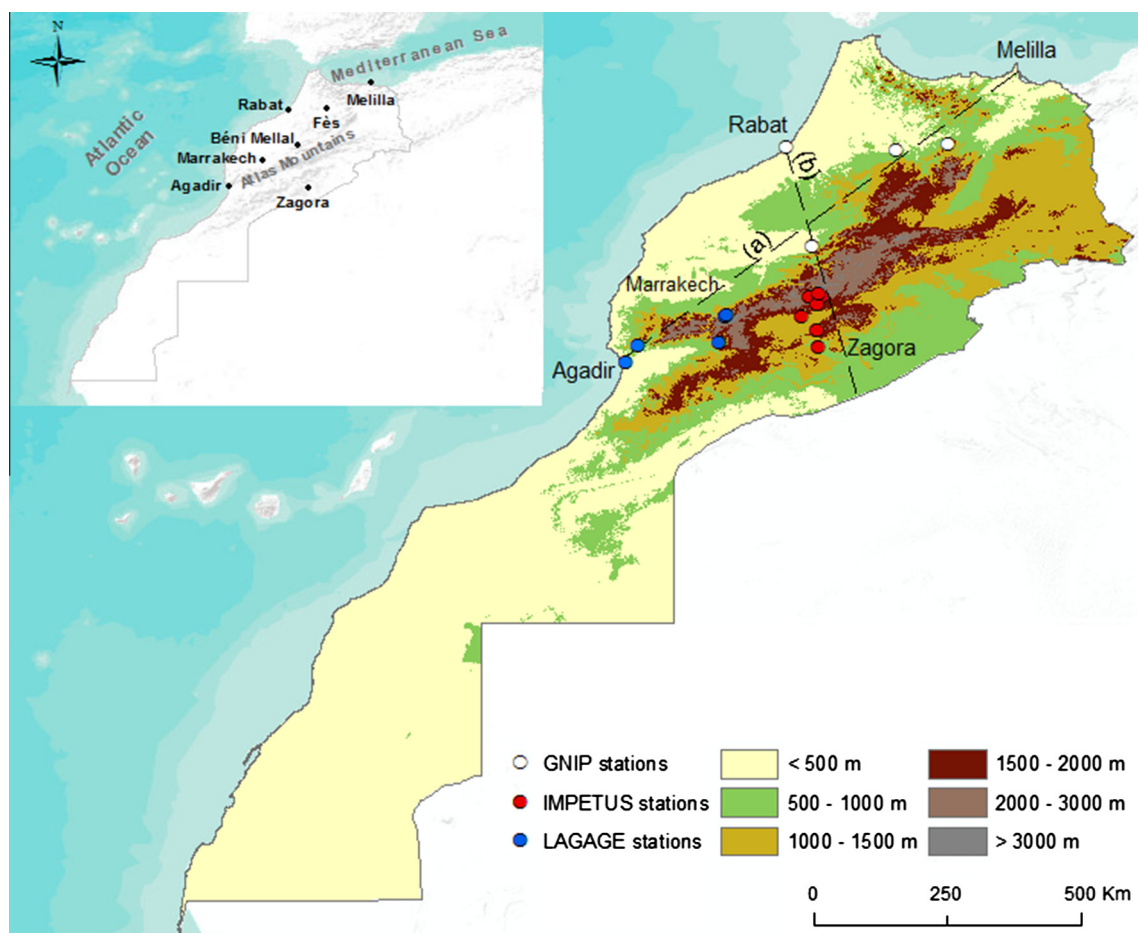 N
Mediterranean Sea
Melilla
Rabat
Fès
Béni Mellal
Atlantic
Ocean
Marrakech
Atlas Mountains
Agadir
Zagora
Melilla
Rabat
(b)
(a)
Marrakech
Agadir
Zagora
GNIP stations
IMPETUS stations
LAGAGE stations
< 500 m
500 - 1000 m
1000 - 1500 m
1500 - 2000 m
2000 - 3000 m
> 3000 m
0 250 500 Km